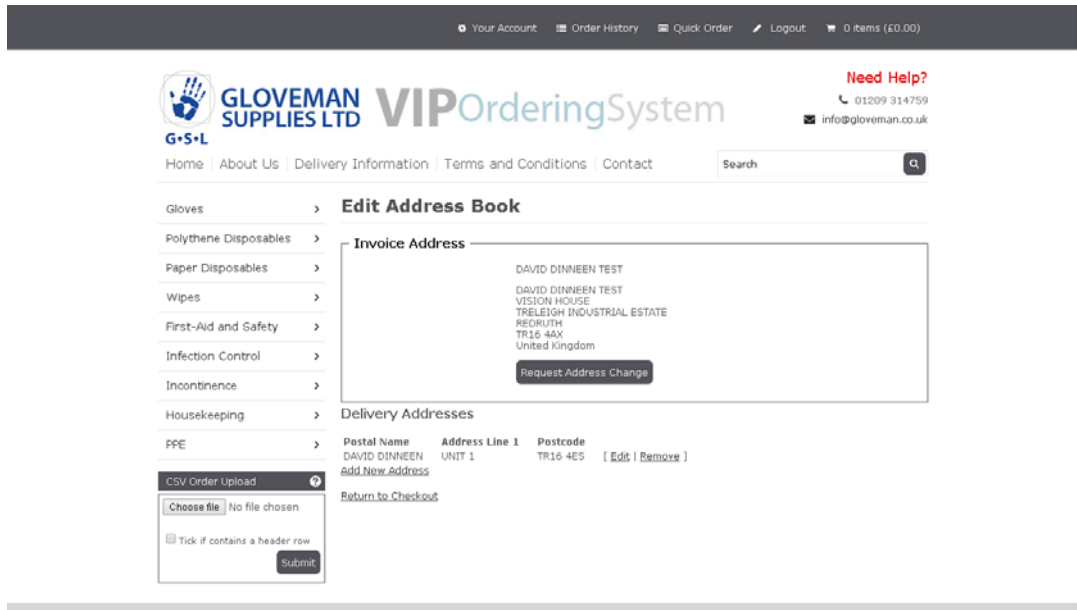 Your Account Order History Quick Order Logout 0 items (£0.00)
GLOVEMAN
SUPPLIES LTD
G•S•L
VIPOrderingSystem
Need Help?
01209 314759
info@gloveman.co.uk
Home About Us Delivery Information Terms and Conditions Contact
Search
Gloves
Polythene Disposables
Paper Disposables
Wipes
First-Aid and Safety
Infection Control
Incontinence
Housekeeping
PPE
CSV Order Upload ?
Choose file No file chosen
Tick if contains a header row
Submit
Edit Address Book
Invoice Address
DAVID DINNEEN TEST
DAVID DINNEEN TEST
VISION HOUSE
TRELEIGH INDUSTRIAL ESTATE
REDRUTH
TR16 4AX
United Kingdom
Request Address Change
Delivery Addresses
Postal Name Address Line 1 Postcode
DAVID DINNEEN UNIT 1 TR16 4ES [ Edit | Remove ]
Add New Address
Return to Checkout